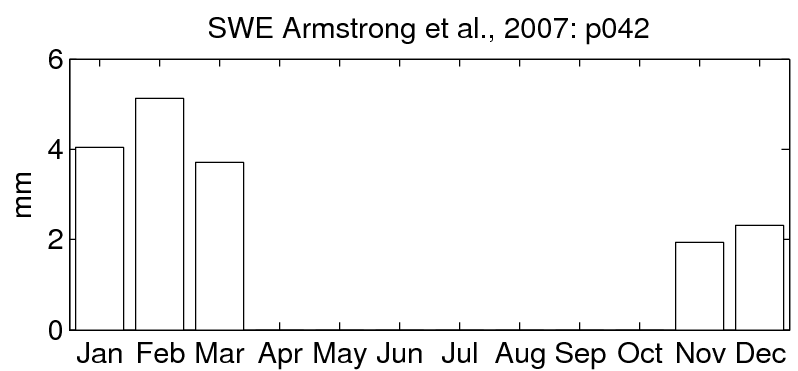 SWE Armstrong et al., 2007: p042
6
4
2
0
mm
Jan Feb Mar Apr May Jun Jul Aug Sep Oct Nov Dec